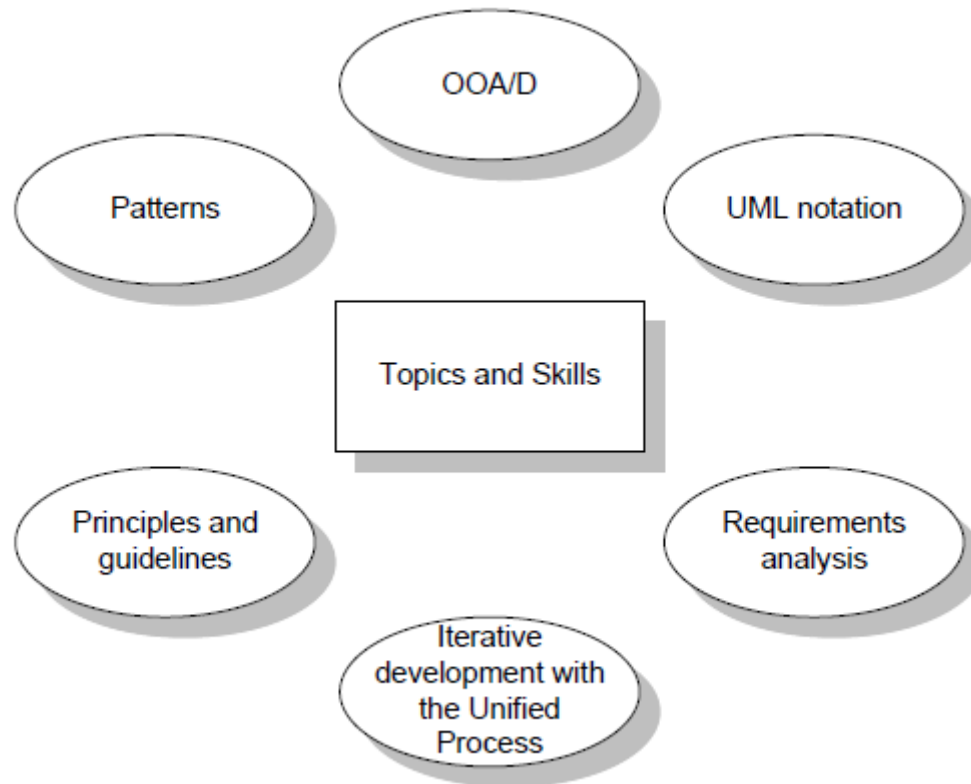 OOA/D
Patterns
UML notation
Topics and Skills
Principles and
guidelines
Requirements
analysis
Iterative
development with
the Unified
Process